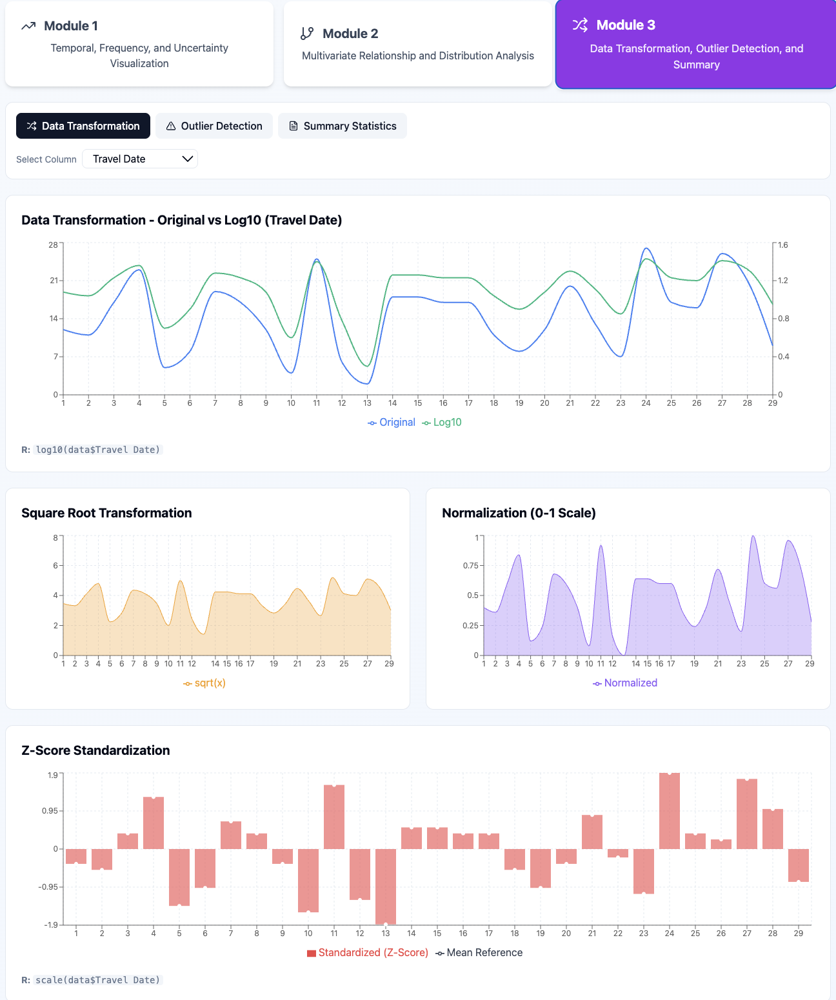 Module 1
Temporal, Frequency, and Uncertainty
Visualization
Module 2
Multivariate Relationship and Distribution Analysis
Module 3
Data Transformation, Outlier Detection, and
Summary
Data Transformation
Outlier Detection
Summary Statistics
Select Column
Travel Date
Data Transformation - Original vs Log10 (Travel Date)
28
21
14
7
0
1.6
1.2
0.8
0.4
0
1 2 3 4 5 6 7 8 9 10 11 12 13 14 15 16 17 18 19 20 21 22 23 24 25 26 27 28 29
Original Log10
R: log10(data$Travel Date)
Square Root Transformation
8
6
4
2
0
1 2 3 4 5 6 7 8 9 10 11 12 14 15 16 17 19 21 23 25 27 29
sqrt(x)
Normalization (0-1 Scale)
1
0.75
0.5
0.25
0
1 2 3 4 5 6 7 8 9 10 11 12 14 15 16 17 19 21 23 25 27 29
Normalized
Z-Score Standardization
1.9
0.95
0
-0.95
-1.9
1 2 3 4 5 6 7 8 9 10 11 12 13 14 15 16 17 18 19 20 21 22 23 24 25 26 27 28 29
Standardized (Z-Score) Mean Reference
R: scale(data$Travel Date)